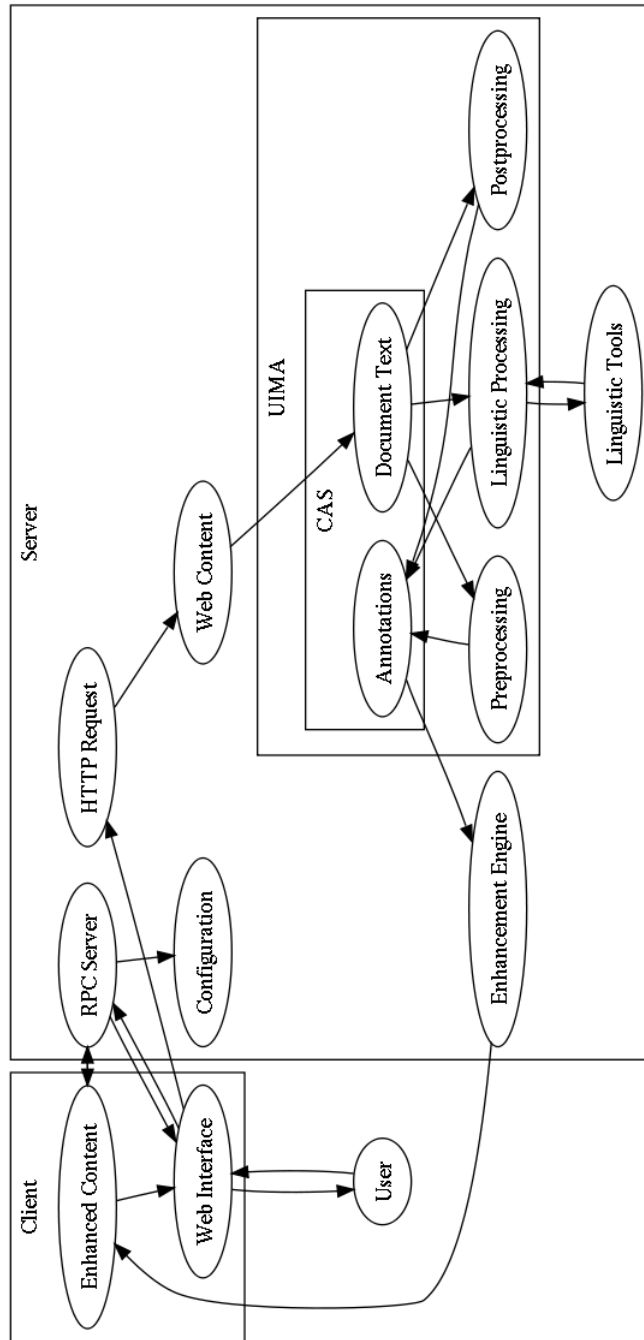 Client
Enhanced Content
Web Interface
User
Server
RPC Server
Configuration
HTTP Request
Web Content
Enhancement Engine
UIMA
CAS
Annotations
Document Text
Preprocessing
Linguistic Processing
Postprocessing
Linguistic Tools